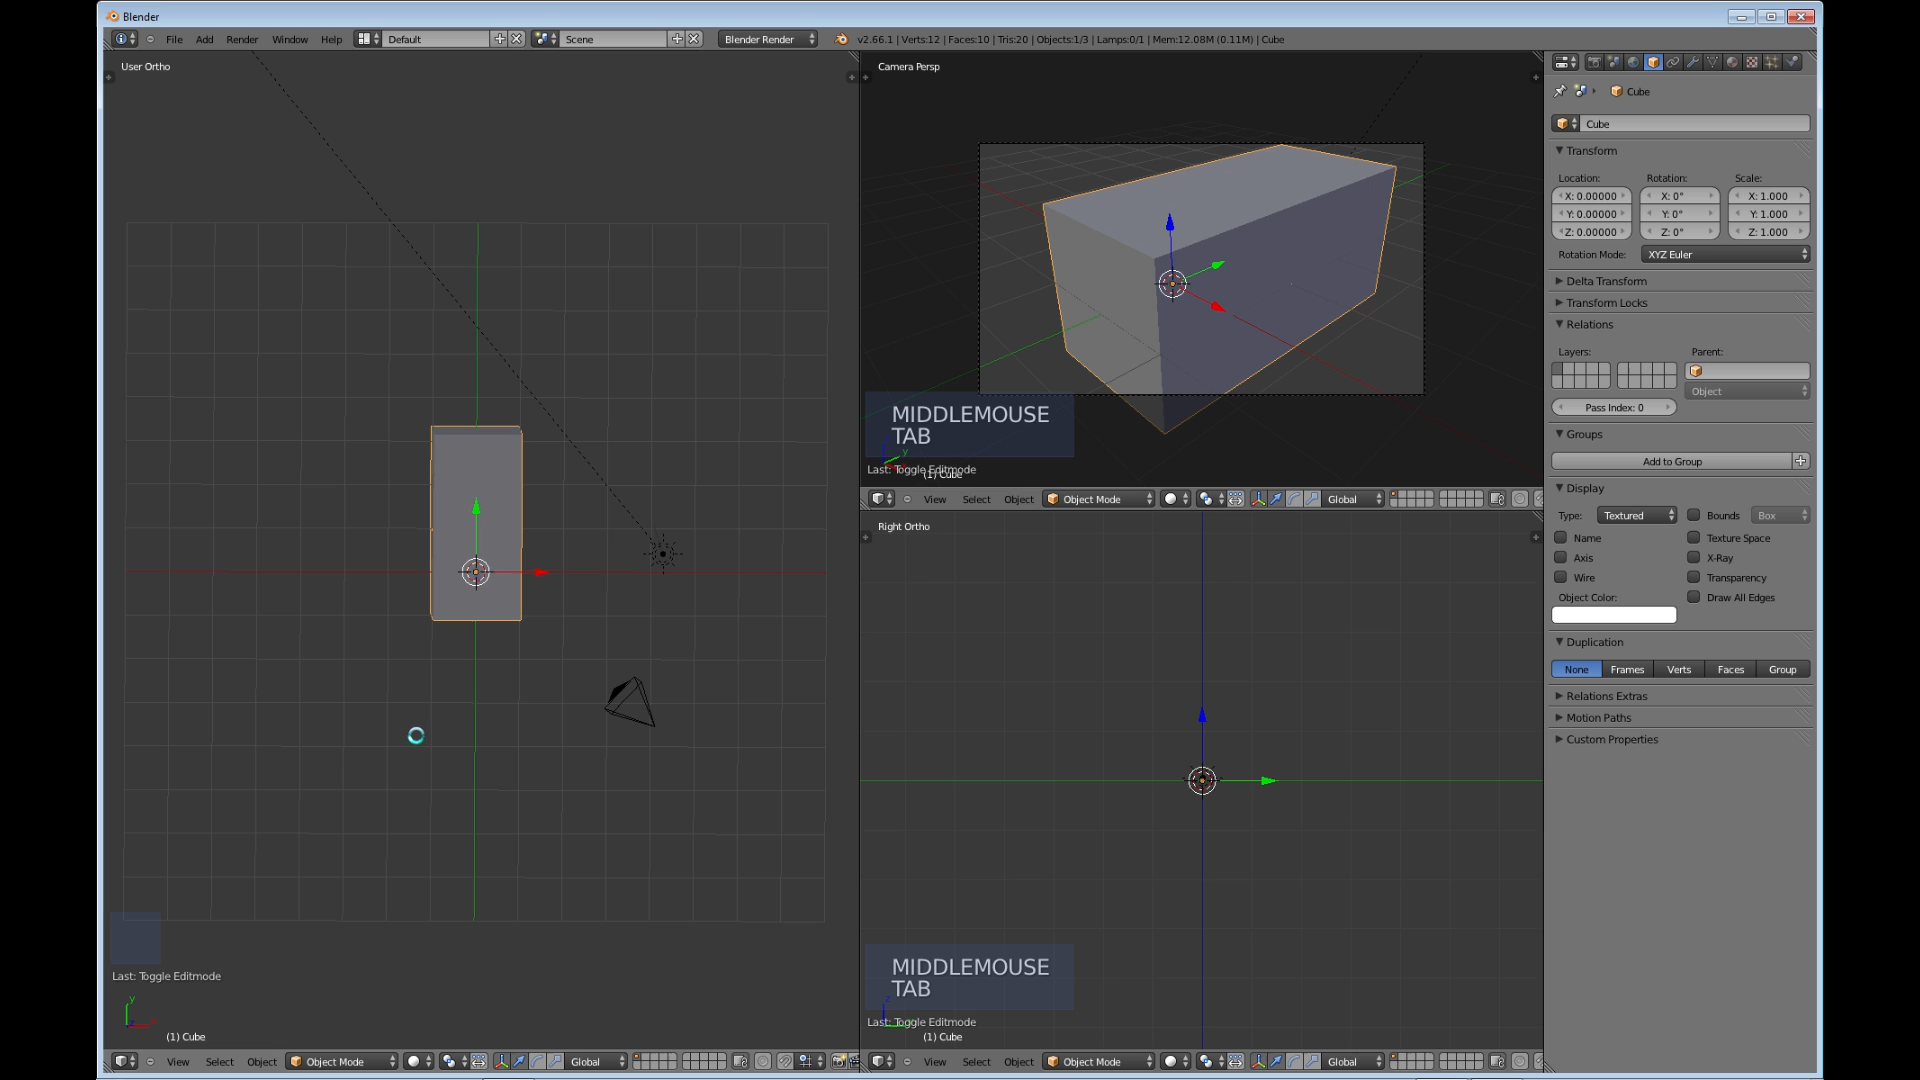 Blender
File Add Render Window Help Default Scene Blender Render v2.66.1 | Verts:12 | Faces:10 | Tris:20 | Objects:1/3 | Lamps:0/1 | Mem:12.08M (0.11M) | Cube
User Ortho
Last: Toggle Editmode
y
(1) Cube
View Select Object Object Mode Global
Camera Persp
MIDDLEMOUSE
TAB
y
Last: Toggle Editmode
(1) Cube
View Select Object Object Mode Global
Right Ortho
MIDDLEMOUSE
TAB
Last: Toggle Editmode
(1) Cube
View Select Object Object Mode Global
Cube
Cube
Transform
Location: Rotation: Scale:
X: 0.00000 X: 0° X: 1.000
Y: 0.00000 Y: 0° Y: 1.000
Z: 0.00000 Z: 0° Z: 1.000
Rotation Mode: XYZ Euler
Delta Transform
Transform Locks
Relations
Layers: Parent:
Object
Pass Index: 0
Groups
Add to Group
Display
Type: Textured Bounds Box
Name Texture Space
Axis X-Ray
Wire Transparency
Object Color: Draw All Edges
Duplication
None Frames Verts Faces Group
Relations Extras
Motion Paths
Custom Properties